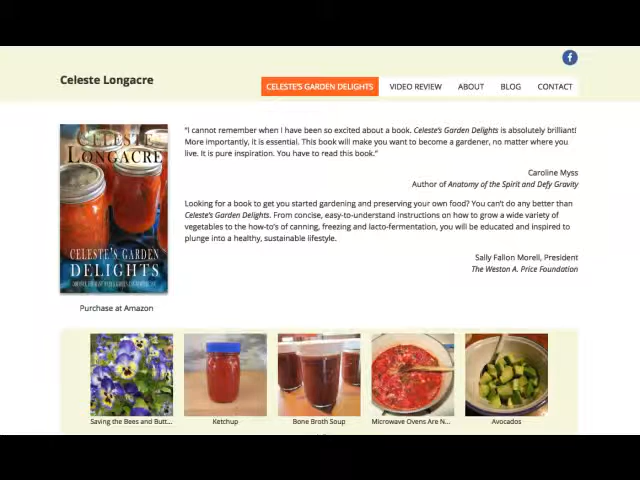 f
Celeste Longacre
CELESTE'S GARDEN DELIGHTS VIDEO REVIEW ABOUT BLOG CONTACT
CELESTE
LONGACRE
CELESTE'S GARDEN
DELIGHTS
Purchase at Amazon
"I cannot remember when I have been so excited about a book. Celeste's Garden Delights is absolutely brilliant!
More importantly, it is essential. This book will make you want to become a gardener, no matter where you
live. It is pure inspiration. You have to read this book."
Caroline Myss
Author of Anatomy of the Spirit and Defy Gravity
Looking for a book to get you started gardening and preserving your own food? You can't do any better than
Celeste's Garden Delights. From concise, easy-to-understand instructions on how to grow a wide variety of
vegetables to the how-to's of canning, freezing and lacto-fermentation, you will be educated and inspired to
plunge into a healthy, sustainable lifestyle.
Sally Fallon Morell, President
The Weston A. Price Foundation
Saving the Bees and Butt... Ketchup Bone Broth Soup Microwave Ovens Are N... Avocados